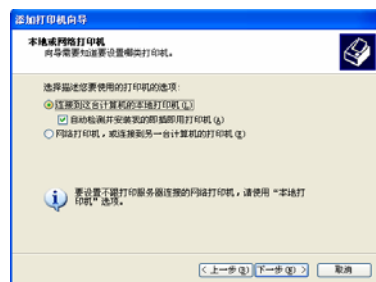 添加打印机向导
本地或网络打印机
向导需要知道要设置哪类打印机。
选择描述您要使用的打印机的选项:
连接到这台计算机的本地打印机(L)
自动检测并安装我的即插即用打印机(A)
网络打印机，或连接到另一台计算机的打印机(E)
要设置不跟打印服务器连接的网络打印机，请使用“本地打
印机”选项。
< 上一步(B) 下一步(N) > 取消